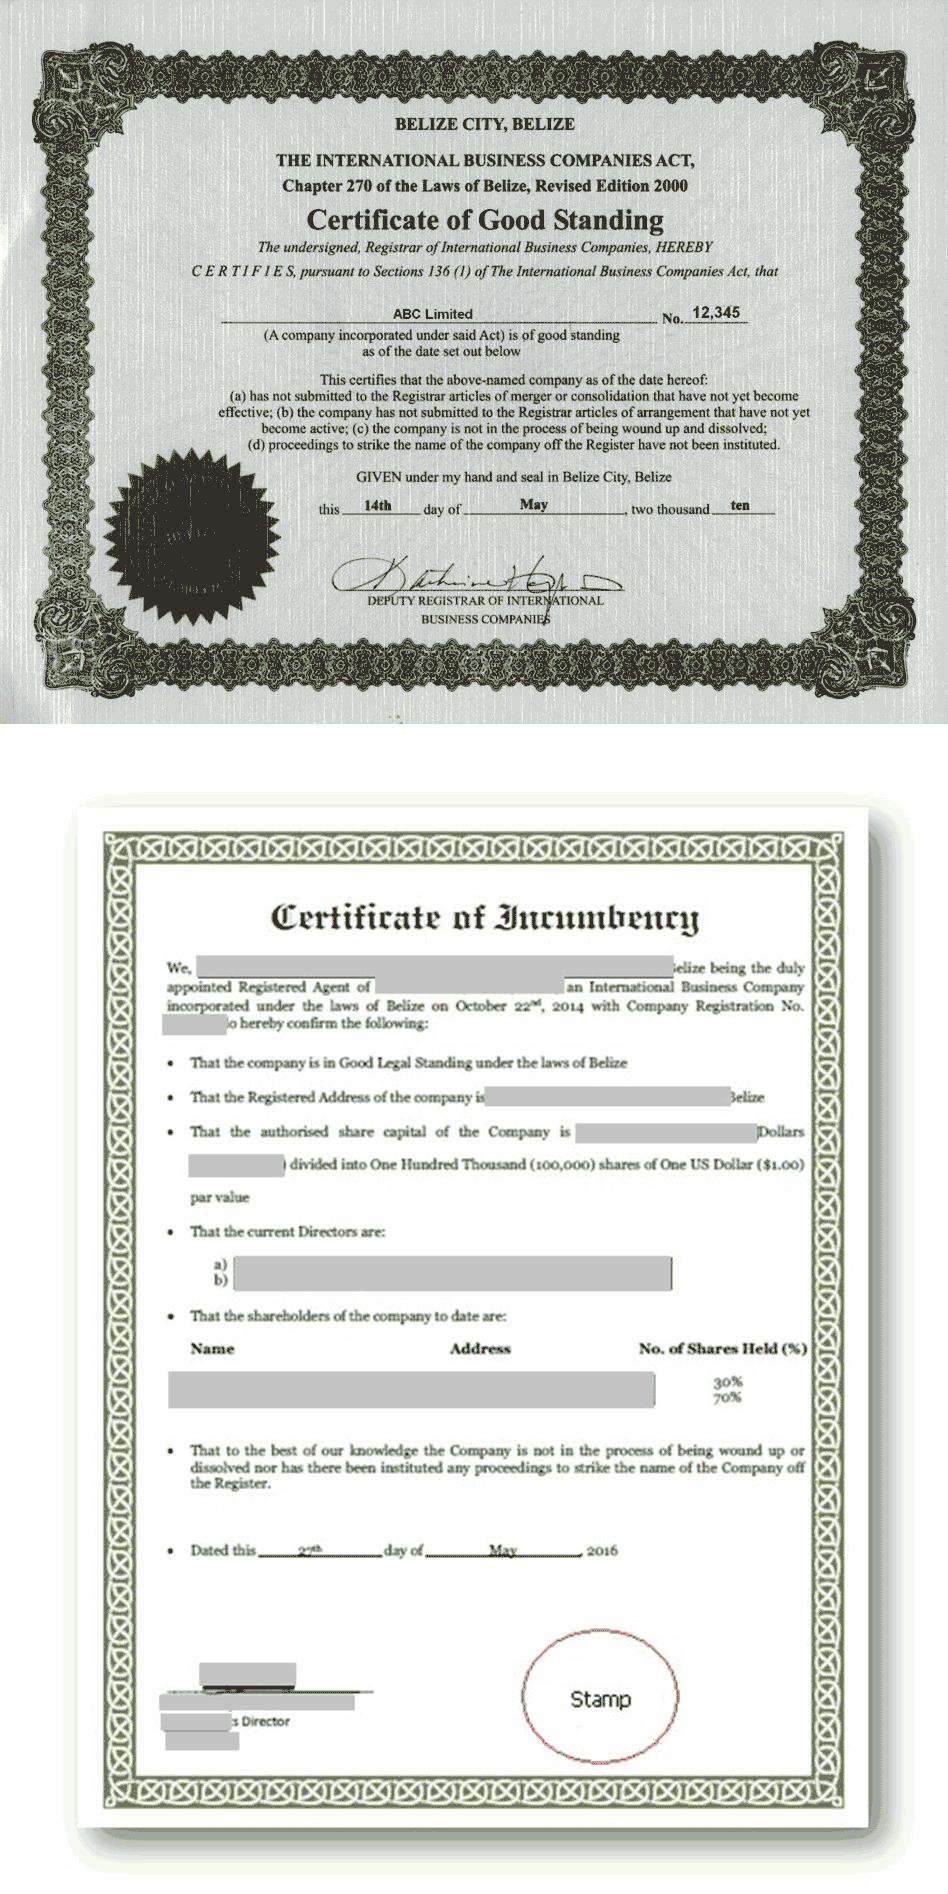 BELIZE CITY, BELIZE
THE INTERNATIONAL BUSINESS COMPANIES ACT,
Chapter 270 of the Laws of Belize, Revised Edition 2000
Certificate of Good Standing
The undersigned, Registrar of International Business Companies, HEREBY
CERTIFIES, pursuant to Sections 136 (1) of The International Business Companies Act, that
ABC Limited No. 12,345
(A company incorporated under said Act) is of good standing
as of the date set out below
This certifies that the above-named company as of the date hereof:
(a) has not submitted to the Registrar articles of merger or consolidation that have not yet become
effective; (b) the company has not submitted to the Registrar articles of arrangement that have not yet
become active; (c) the company is not in the process of being wound up and dissolved;
(d) proceedings to strike the name of the company off the Register have not been instituted.
GIVEN under my hand and seal in Belize City, Belize
this 14th day of May, two thousand ten
DEPUTY REGISTRAR OF INTERNATIONAL
BUSINESS COMPANIES
Certificate of Incumbency
We, elize being the duly
appointed Registered Agent of an International Business Company
incorporated under the laws of Belize on October 22nd, 2014 with Company Registration No.
o hereby confirm the following:
• That the company is in Good Legal Standing under the laws of Belize
• That the Registered Address of the company is elize
• That the authorised share capital of the Company is Dollars
) divided into One Hundred Thousand (100,000) shares of One US Dollar ($1.00)
par value
• That the current Directors are:
a)
b)
• That the shareholders of the company to date are:
Name Address No. of Shares Held (%)
30%
70%
• That to the best of our knowledge the Company is not in the process of being wound up or
dissolved nor has there been instituted any proceedings to strike the name of the Company off
the Register.
• Dated this 27th day of May, 2016
Stamp
s Director